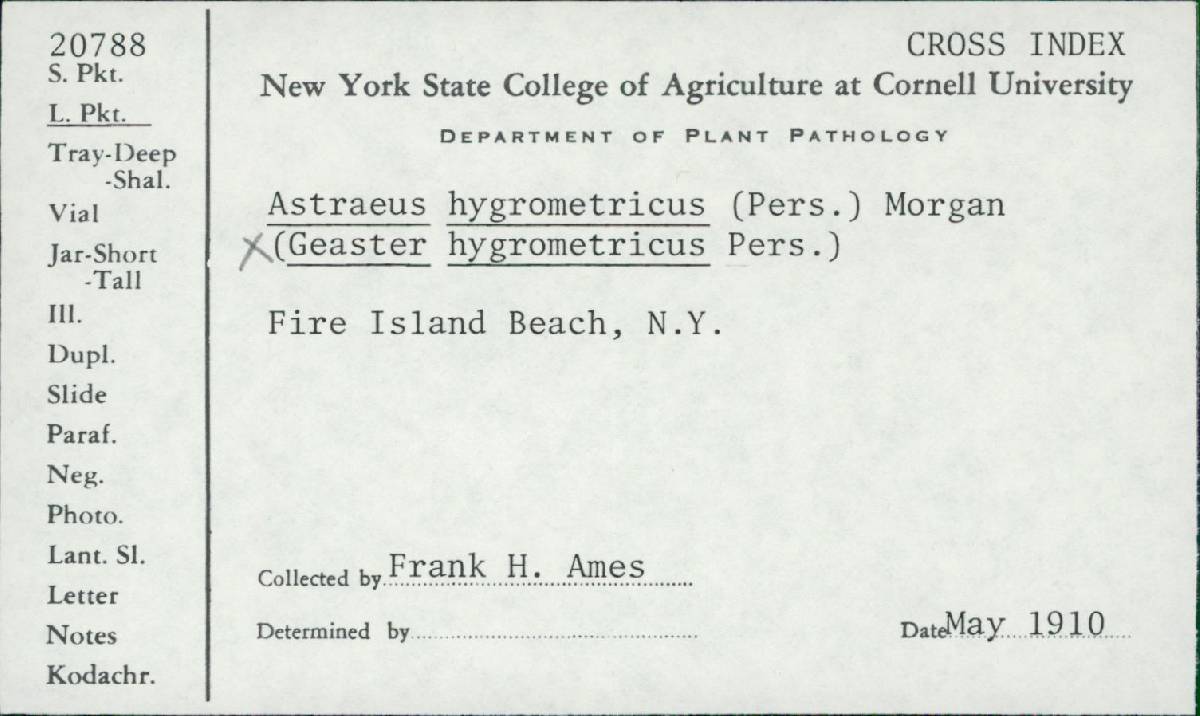 20788
S. Pkt.
L. Pkt.
Tray-Deep
-Shal.
Vial
Jar-Short
-Tall
Ill.
Dupl.
Slide
Paraf.
Neg.
Photo.
Lant. Sl.
Letter
Notes
Kodachr.
CROSS INDEX
New York State College of Agriculture at Cornell University
DEPARTMENT OF PLANT PATHOLOGY
Astraeus hygrometricus (Pers.) Morgan
X (Geaster hygrometricus Pers.)
Fire Island Beach, N.Y.
Collected by Frank H. Ames
Determined by
Date May 1910